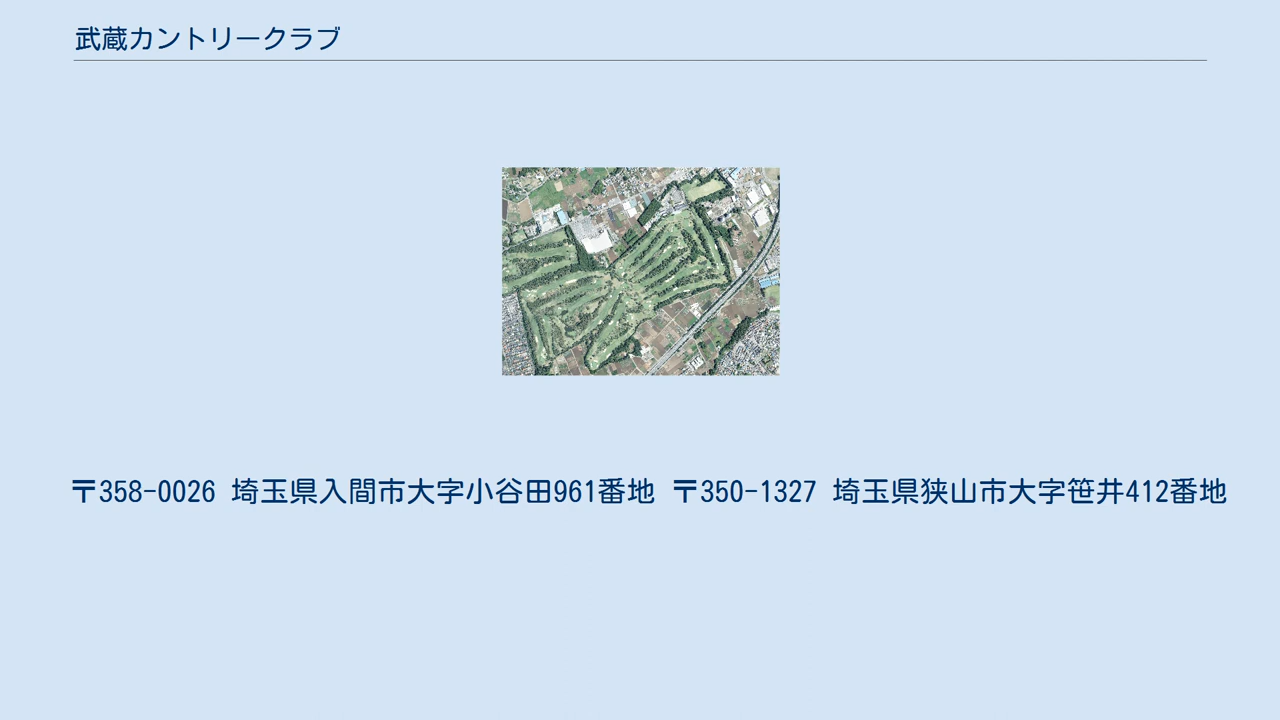 武蔵カントリークラブ
〒358-0026 埼玉県入間市大字小谷田961番地 〒350-1327 埼玉県狭山市大字笹井412番地